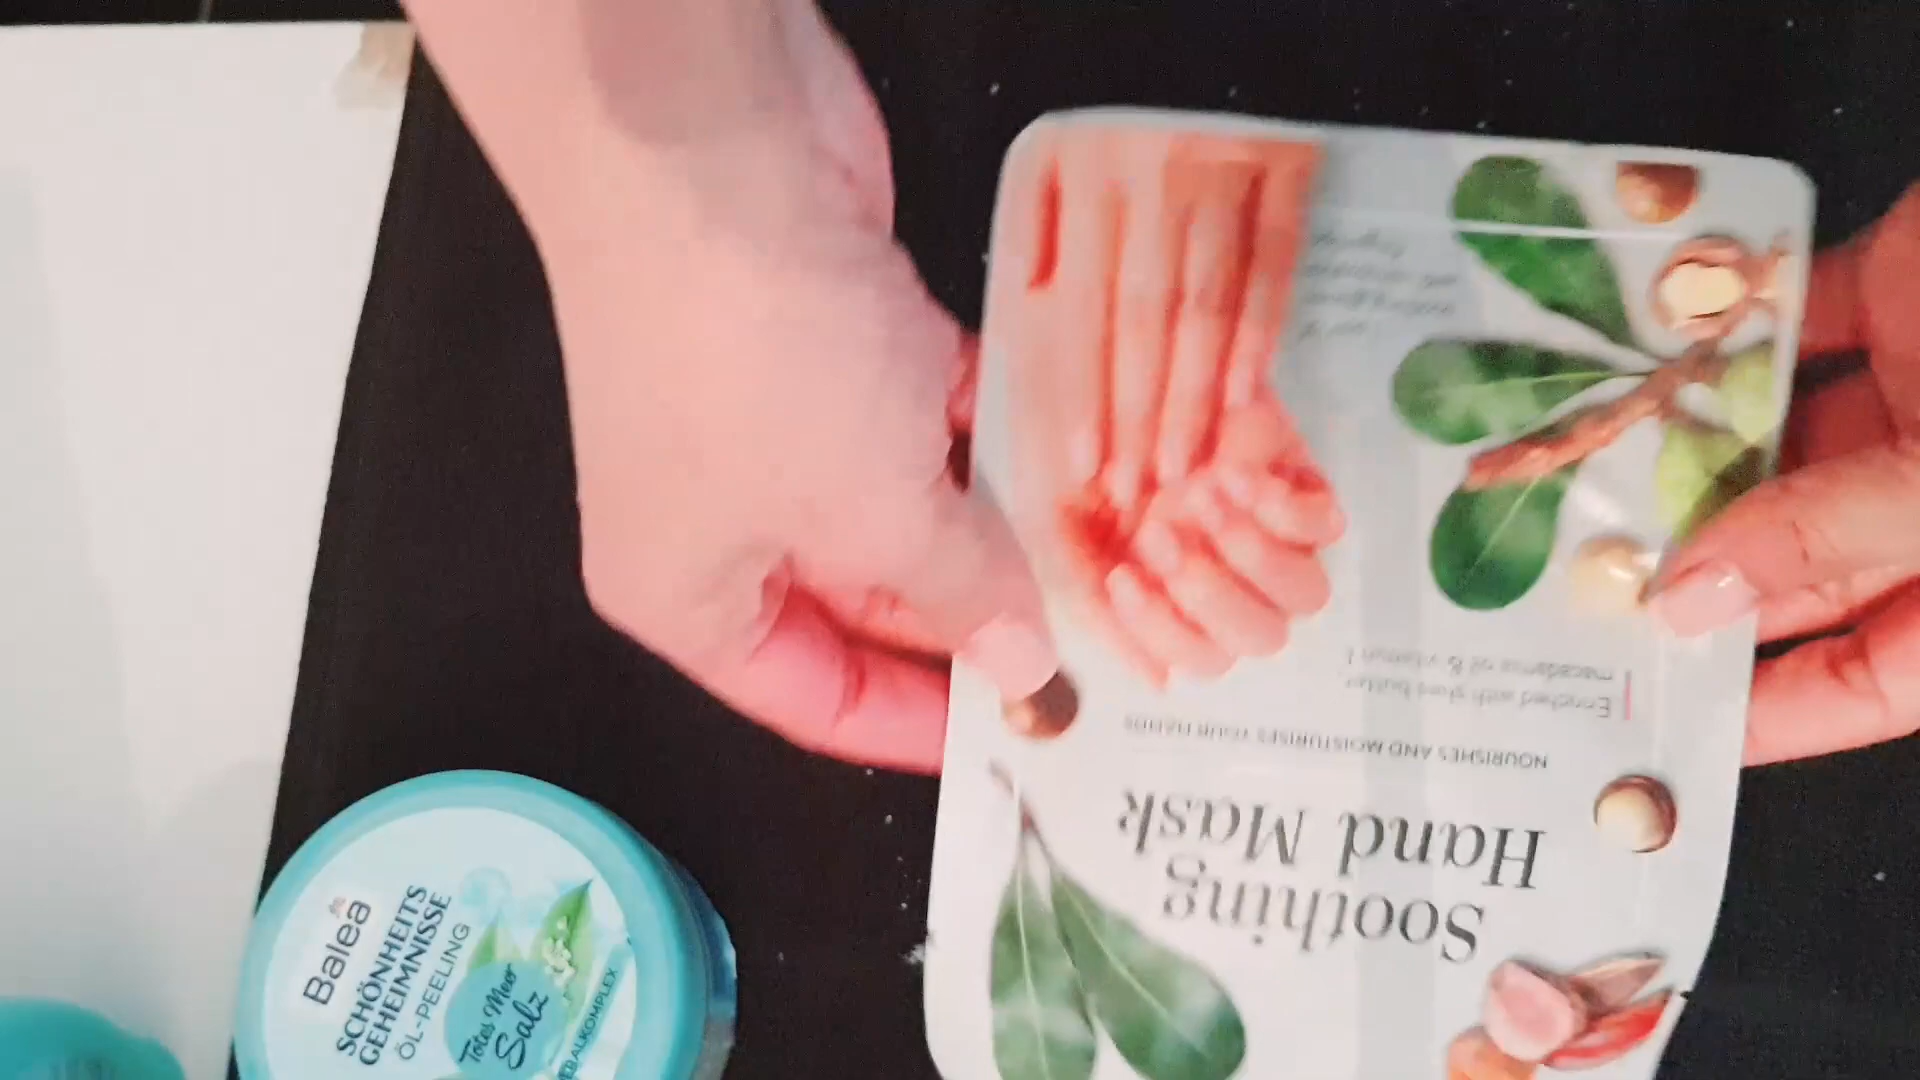 Soothing
Hand Mask
NOURISHES AND MOISTURISES YOUR HANDS
Enriched with shea butter
macadamia oil & vitamin E
Balea
SCHÖNHEITS
GEHEIMNISSE
ÖL-PEELING
Totes Meer
Salz